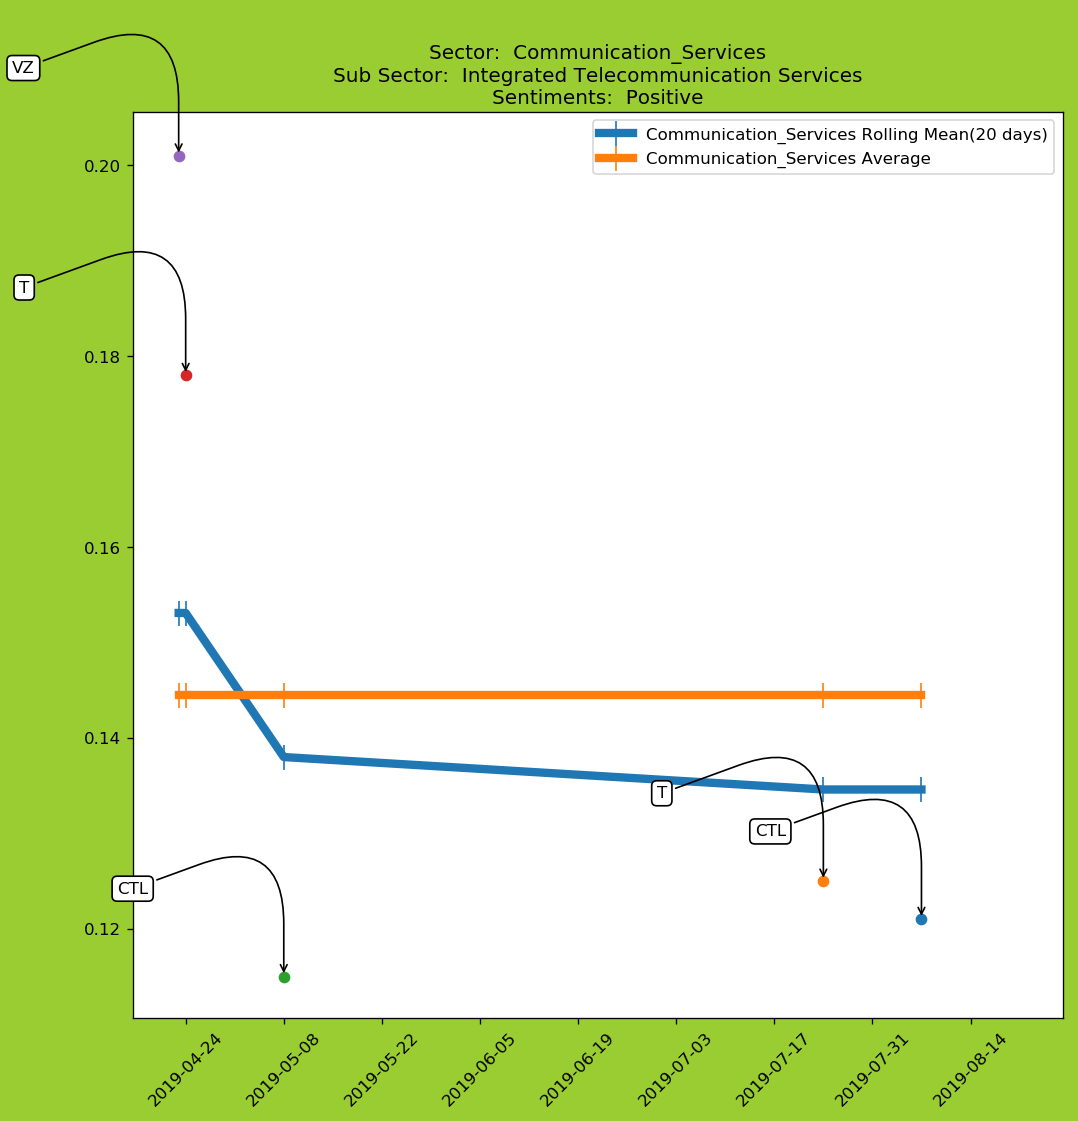 VZ
Sector:  Communication_Services
Sub Sector:  Integrated Telecommunication Services
Sentiments:  Positive
Communication_Services Rolling Mean(20 days)
Communication_Services Average
0.20
T
0.18
0.16
0.14
T
CTL
CTL
0.12
2019-04-24
2019-05-08
2019-05-22
2019-06-05
2019-06-19
2019-07-03
2019-07-17
2019-07-31
2019-08-14